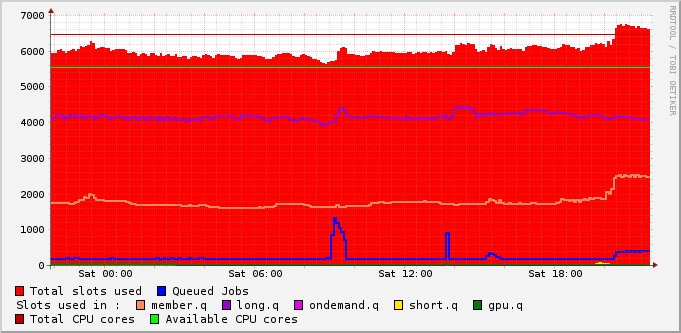 7000
6000
5000
4000
3000
2000
1000
0
Sat 00:00 Sat 06:00 Sat 12:00 Sat 18:00
Total slots used Queued Jobs
Slots used in : member.q long.q ondemand.q short.q gpu.q
Total CPU cores Available CPU cores
RRDTOOL / TOBI OETIKER